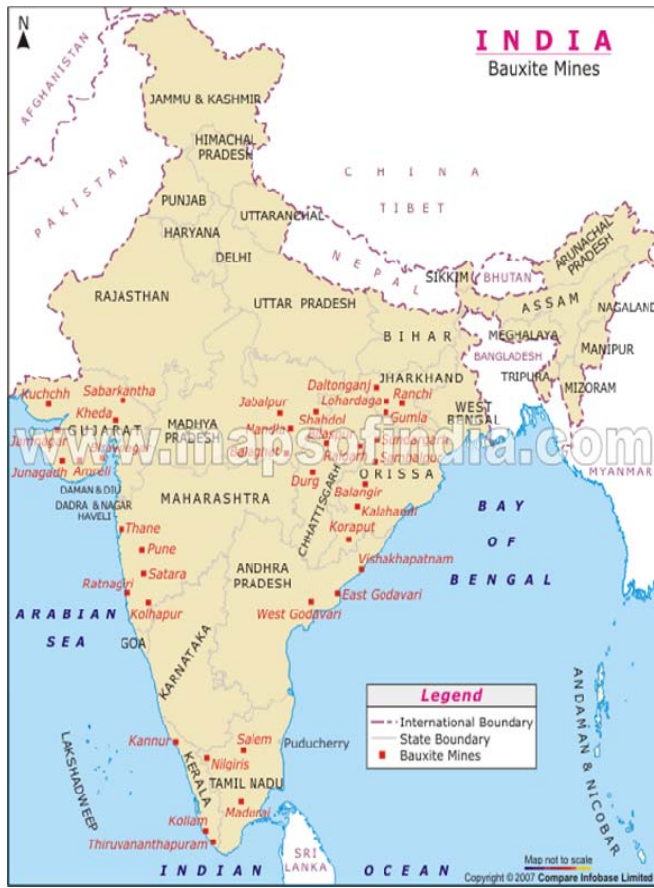 N
INDIA
Bauxite Mines
AFGHANISTAN
JAMMU & KASHMIR
HIMACHAL
PRADESH
PAKISTAN
CHINA
TIBET
PUNJAB
UTTARANCHAL
HARYANA
DELHI
NEPAL
SIKKIM
BHUTAN
ARUNACHAL
PRADESH
RAJASTHAN
UTTAR PRADESH
ASSAM
NAGALAND
BIHAR
MEGHALAYA
MANIPUR
BANGLADESH
TRIPURA
MIZORAM
Kuchchh
Sabarkantha
Daltonganj
JHARKHAND
Lohardaga
Ranchi
Kheda
Jabalpur
Shahdol
Gumla
WEST
BENGAL
GUJARAT
MADHYA
PRADESH
Mandla
Sundargarh
www.mapsofindia.com
Jamnagar
Bhavnagar
Balaghat
Raigarh
Sambalpur
Junagadh
Amreli
Durg
ORISSA
MYANMAR
DAMAN & DIU
DADRA & NAGAR
HAVELI
MAHARASHTRA
CHHATTISGARH
Balangir
Kalahandi
Koraput
BAY
OF
BENGAL
Thane
Pune
Satara
ANDHRA
PRADESH
Vishakhapatnam
Ratnagiri
East Godavari
Kolhapur
West Godavari
ARABIAN
SEA
GOA
KARNATAKA
Legend
International Boundary
State Boundary
Bauxite Mines
ANDAMAN & NICOBAR
LAKSHADWEEP
Kannur
Salem
Puducherry
Nilgiris
KERALA
TAMIL NADU
Madurai
Kollam
Thiruvananthapuram
SRI
LANKA
INDIAN OCEAN
Map not to scale
Copyright © 2007 Compare Infobase Limited